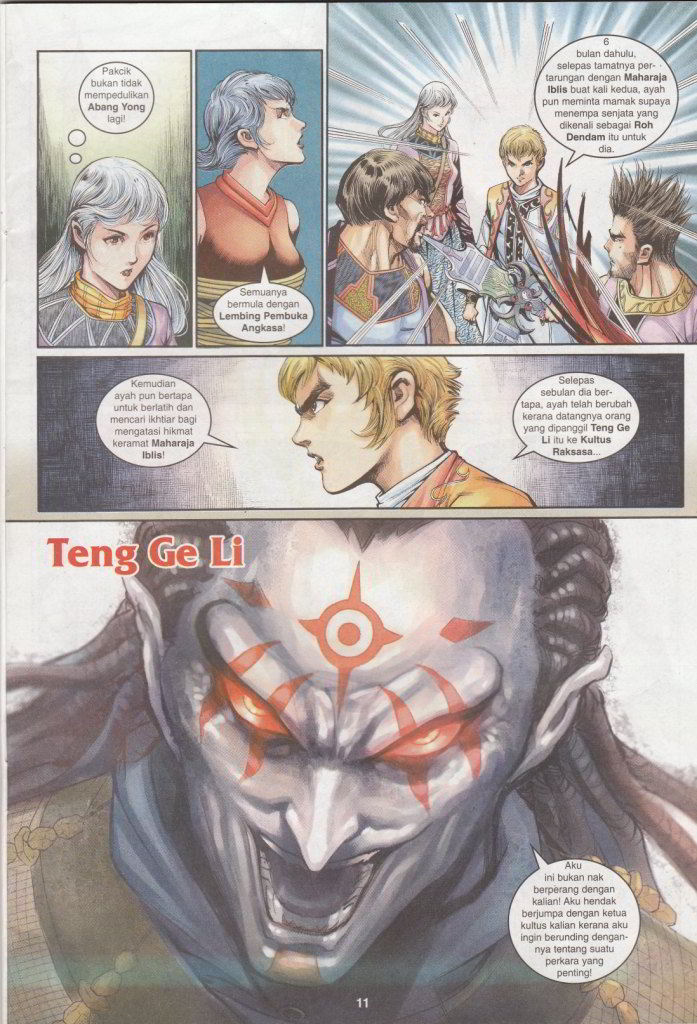 Pakcik
bukan tidak
mempedulikan
Abang Yong
lagi!
Semuanya
bermula dengan
Lembing Pembuka
Angkasa!
6
bulan dahulu,
selepas tamatnya per-
tarungan dengan Maharaja
Iblis buat kali kedua, ayah
pun meminta mamak supaya
menempa senjata yang
dikenali sebagai Roh
Dendam itu untuk
dia.
Kemudian
ayah pun bertapa
untuk berlatih dan
mencari ikhtiar bagi
mengatasi hikmat
keramat Maharaja
Iblis!
Selepas
sebulan dia ber-
tapa, ayah telah berubah
kerana datangnya orang
yang dipanggil Teng Ge
Li itu ke Kultus
Raksasa...
Teng Ge Li
Aku
ini bukan nak
berperang dengan
kalian! Aku hendak
berjumpa dengan ketua
kultus kalian kerana aku
ingin berunding dengan-
nya tentang suatu
perkara yang
penting!
11